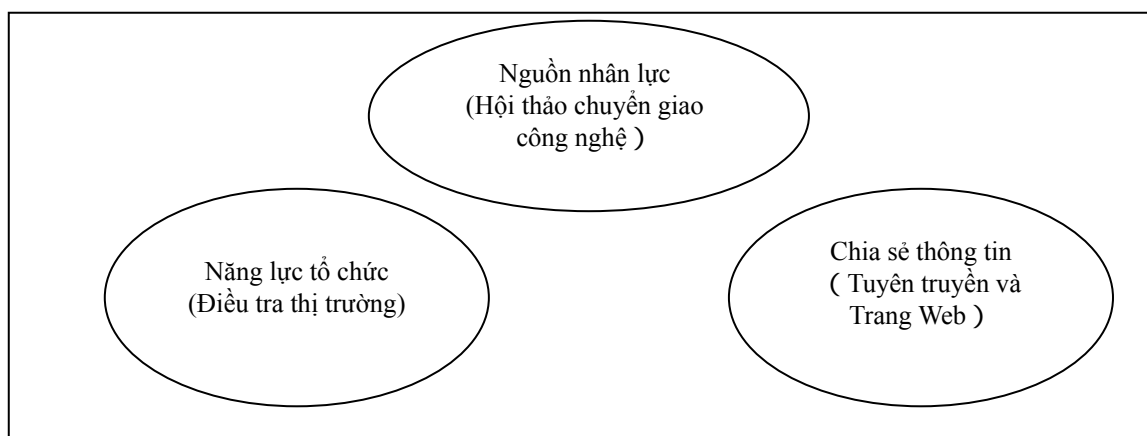 Nguồn nhân lực
(Hội thảo chuyển giao
công nghệ )
Năng lực tổ chức
(Điều tra thị trường)
Chia sẻ thông tin
( Tuyên truyền và
Trang Web )